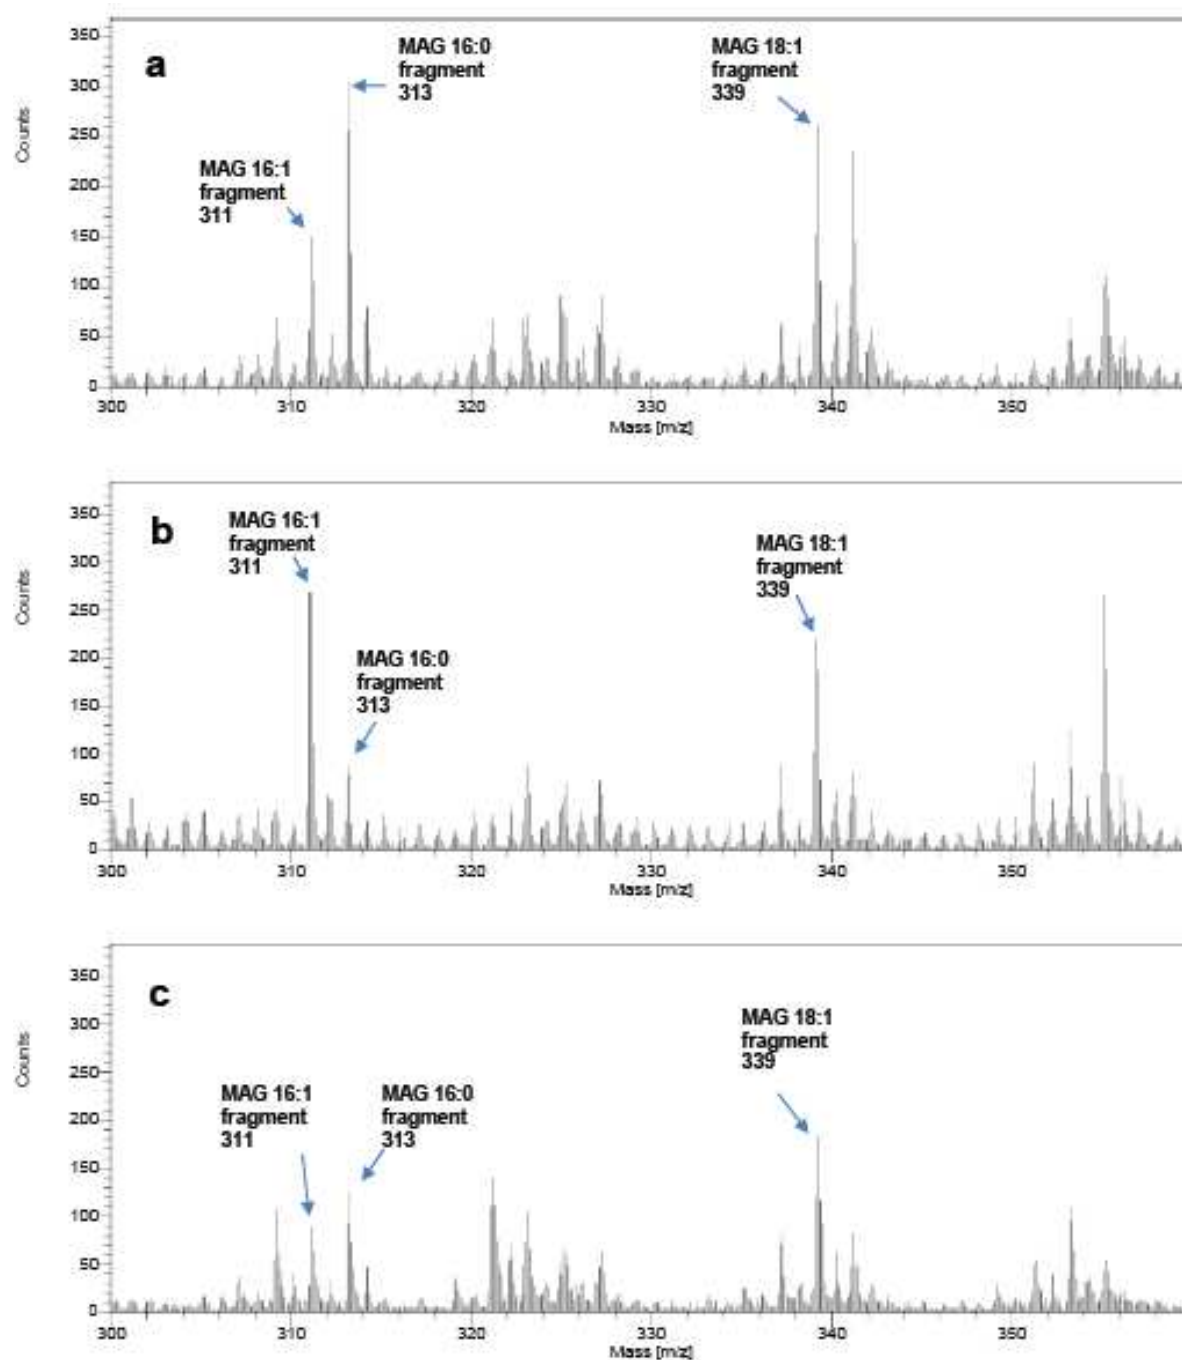 a
MAG 16:0
fragment
313
MAG 18:1
fragment
339
MAG 16:1
fragment
311
Counts
350
300
250
200
150
100
50
0
300 310 320 330 340 350
Mass [m/z]
b
MAG 16:1
fragment
311
MAG 18:1
fragment
339
MAG 16:0
fragment
313
Counts
350
300
250
200
150
100
50
0
300 310 320 330 340 350
Mass [m/z]
c
MAG 18:1
fragment
339
MAG 16:1
fragment
311
MAG 16:0
fragment
313
Counts
350
300
250
200
150
100
50
0
300 310 320 330 340 350
Mass [m/z]